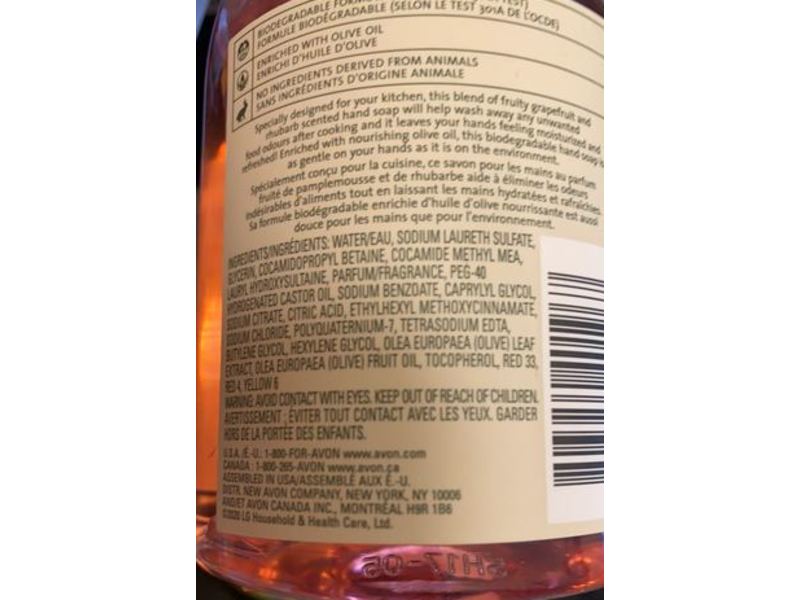 BIODEGRADABLE
FORMULE BIODÉGRADABLE (SELON LE TEST 301A DE L'OCDE)
ENRICHED WITH OLIVE OIL
ENRICHI D'HUILE D'OLIVE
NO INGREDIENTS DERIVED FROM ANIMALS
SANS INGRÉDIENTS D'ORIGINE ANIMALE
Specially designed for your kitchen, this blend of fruity grapefruit and
rhubarb scented hand soap will help wash away any unwanted
food odours after cooking and it leaves your hands feeling moisturized and
refreshed! Enriched with nourishing olive oil, this biodegradable hand soap is
as gentle on your hands as it is on the environment.
Spécialement conçu pour la cuisine, ce savon pour les mains au parfum
fruité de pamplemousse et de rhubarbe aide à éliminer les odeurs
indésirables d'aliments tout en laissant les mains hydratées et rafraîchies.
Sa formule biodégradable enrichie d'huile d'olive nourrissante est aussi
douce pour les mains que pour l'environnement.
INGREDIENTS/INGRÉDIENTS: WATER/EAU, SODIUM LAURETH SULFATE,
GLYCERIN, COCAMIDOPROPYL BETAINE, COCAMIDE METHYL MEA,
LAURYL HYDROXYSULTAINE, PARFUM/FRAGRANCE, PEG-40
HYDROGENATED CASTOR OIL, SODIUM BENZOATE, CAPRYLYL GLYCOL,
SODIUM CITRATE, CITRIC ACID, ETHYLHEXYL METHOXYCINNAMATE,
SODIUM CHLORIDE, POLYQUATERNIUM-7, TETRASODIUM EDTA,
BUTYLENE GLYCOL, HEXYLENE GLYCOL, OLEA EUROPAEA (OLIVE) LEAF
EXTRACT, OLEA EUROPAEA (OLIVE) FRUIT OIL, TOCOPHEROL, RED 33,
RED 4, YELLOW 6
WARNING: AVOID CONTACT WITH EYES. KEEP OUT OF REACH OF CHILDREN.
AVERTISSEMENT : ÉVITER TOUT CONTACT AVEC LES YEUX. GARDER
HORS DE LA PORTÉE DES ENFANTS.
U.S.A./É.-U.: 1-800-FOR-AVON www.avon.com
CANADA : 1-800-265-AVON www.avon.ca
ASSEMBLED IN USA/ASSEMBLÉ AUX É.-U.
DISTR. NEW AVON COMPANY, NEW YORK, NY 10006
AND/ET AVON CANADA INC., MONTRÉAL H9R 1B6
©2020 LG Household & Health Care, Ltd.